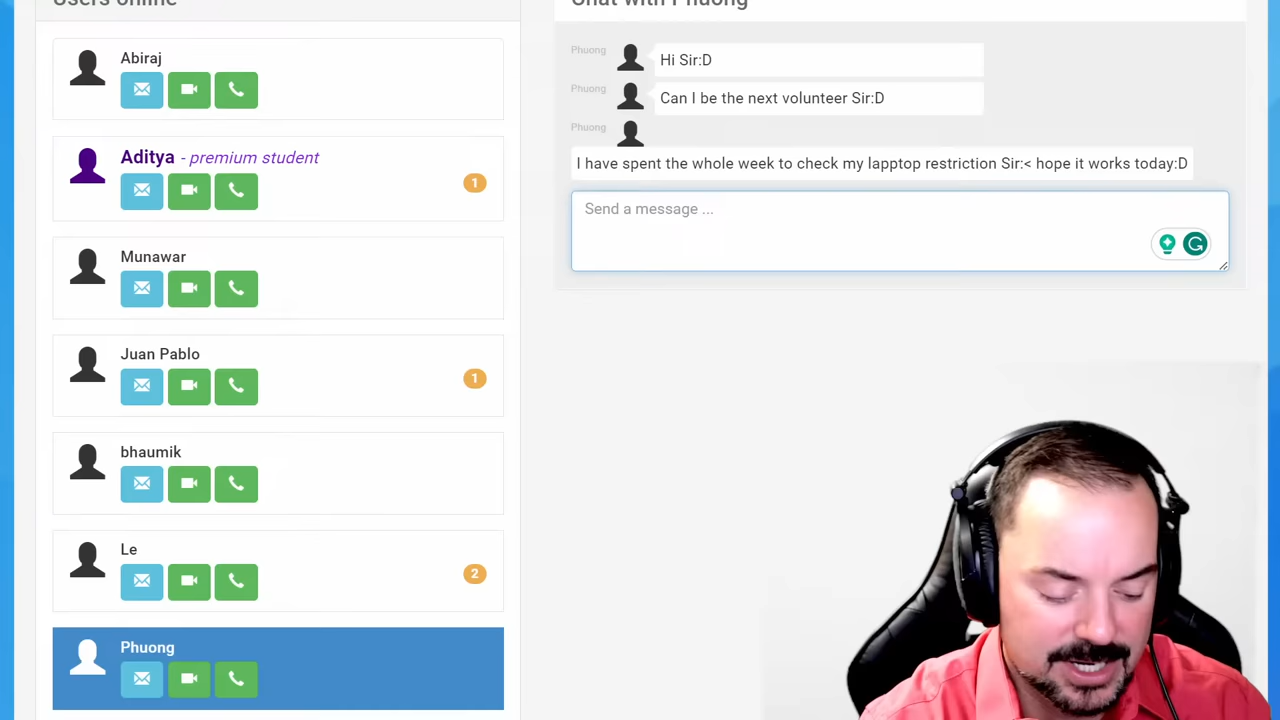 Users online
Abiraj
Aditya - premium student
1
Munawar
Juan Pablo
1
bhaumik
Le
2
Phuong
Chat with Phuong
Phuong
Hi Sir:D
Phuong
Can I be the next volunteer Sir:D
Phuong
I have spent the whole week to check my lapptop restriction Sir:< hope it works today:D
Send a message ...